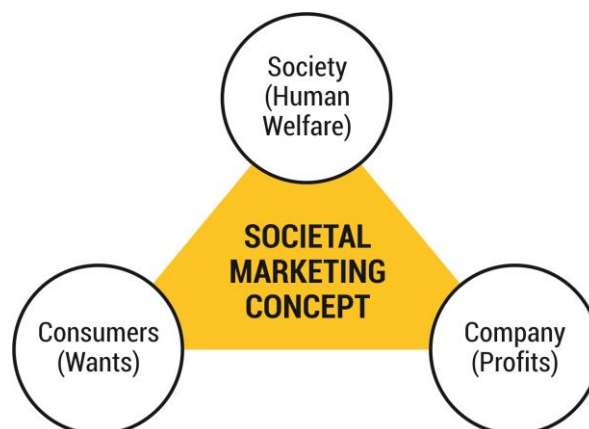 Society
(Human
Welfare)
SOCIETAL
MARKETING
CONCEPT
Consumers
(Wants)
Company
(Profits)